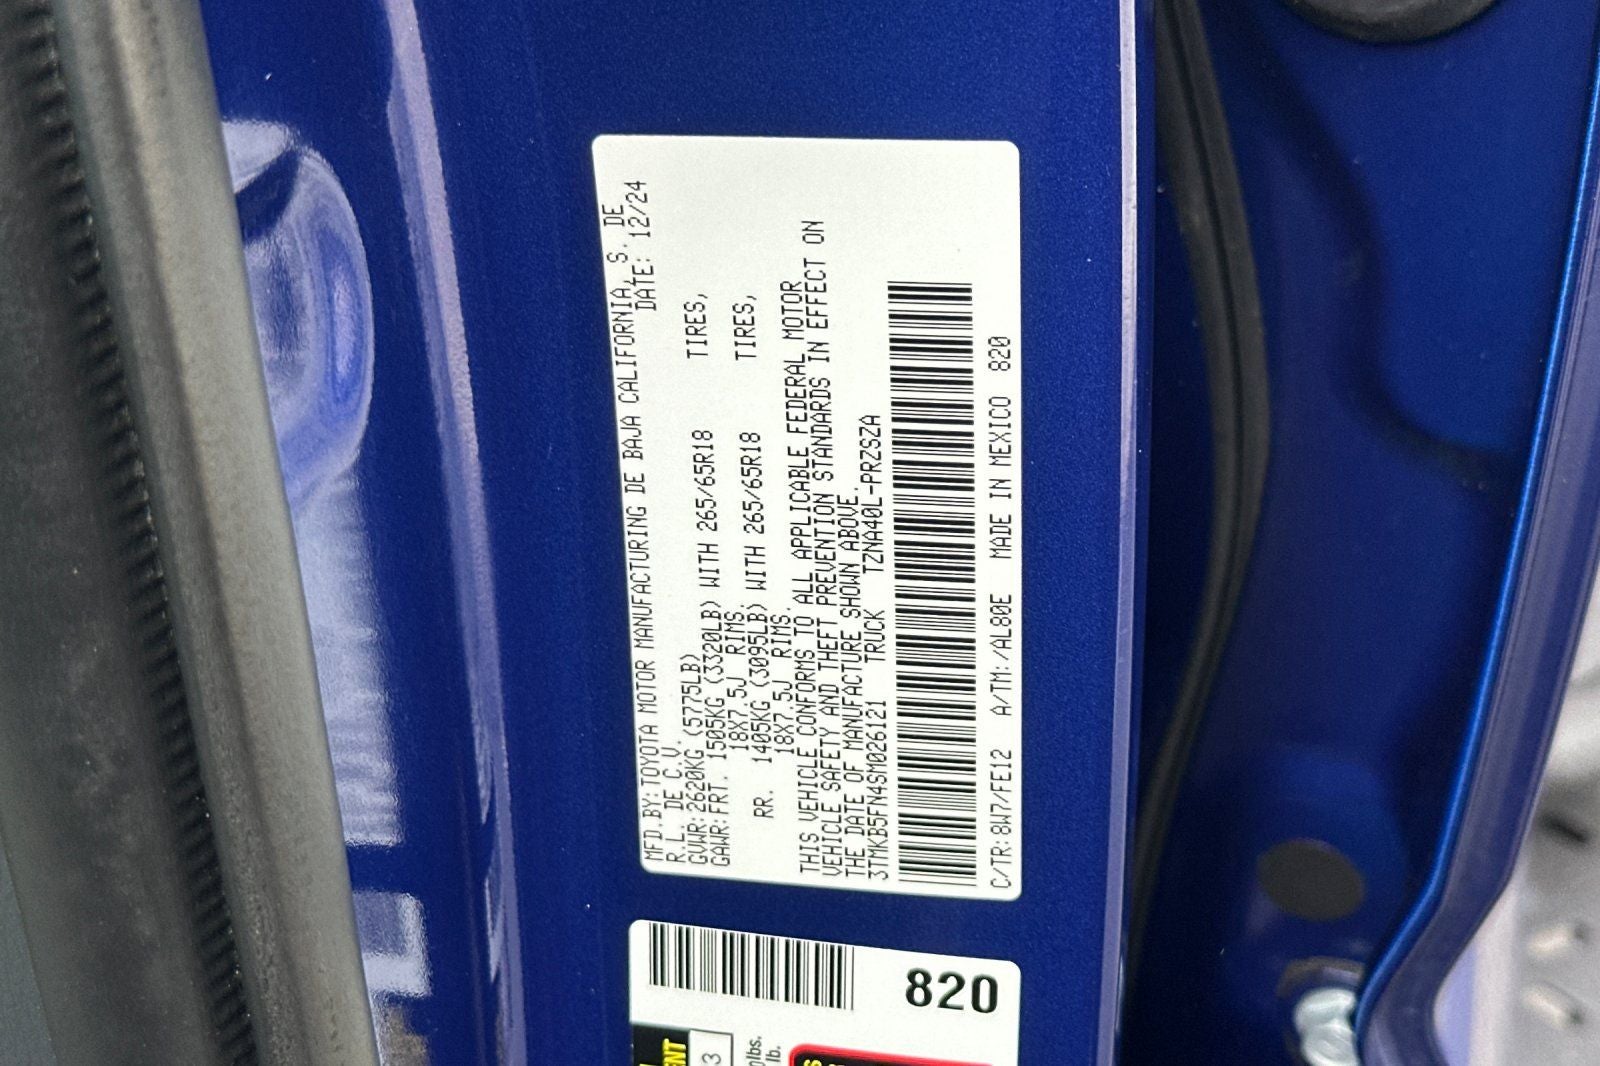 MFD.BY:TOYOTA MOTOR MANUFACTURING DE BAJA CALIFORNIA, S. DE
R.L. DE C.V. DATE: 12/24
GVWR:2620KG (5775LB)
GAWR:FRT. 1505KG (3320LB) WITH 265/65R18 TIRES,
18X7.5J RIMS.
RR. 1405KG (3095LB) WITH 265/65R18 TIRES,
18X7.5J RIMS.
THIS VEHICLE CONFORMS TO ALL APPLICABLE FEDERAL MOTOR
VEHICLE SAFETY AND THEFT PREVENTION STANDARDS IN EFFECT ON
THE DATE OF MANUFACTURE SHOWN ABOVE.
3TMKB5FN4SM026121 TRUCK TZNA40L-PRZSZA
C/TR:8W7/FE12 A/TM:/AL80E MADE IN MEXICO 820
820
3
lb.